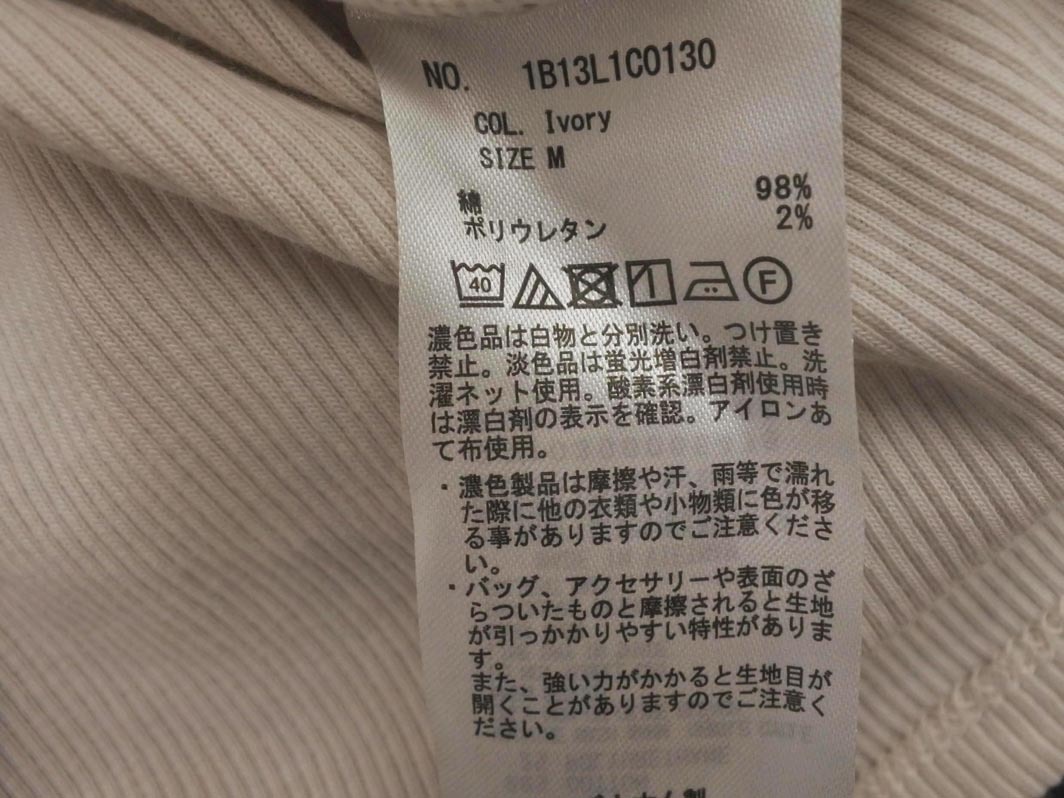 NO. 1B13L1C0130
COL. Ivory
SIZE M
綿 98%
ポリウレタン 2%
40 F
濃色品は白物と分別洗い。つけ置き
禁止。淡色品は蛍光増白剤禁止。洗
濯ネット使用。酸素系漂白剤使用時
は漂白剤の表示を確認。アイロンあ
て布使用。
・濃色製品は摩擦や汗、雨等で濡れ
た際に他の衣類や小物類に色が移
る事がありますのでご注意くださ
い。
・バッグ、アクセサリーや表面のざ
らついたものと摩擦されると生地
が引っかかりやすい特性がありま
す。
また、強い力がかかると生地目が
開くことがありますのでご注意く
ださい。